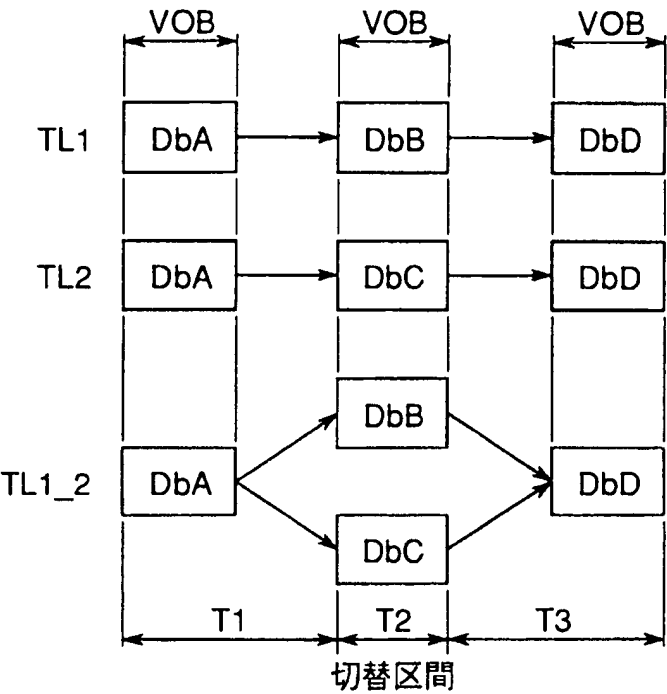 VOB VOB VOB
TL1 DbA DbB DbD
TL2 DbA DbC DbD
DbB
TL1_2 DbA DbD
DbC
T1 T2 T3
切替区間